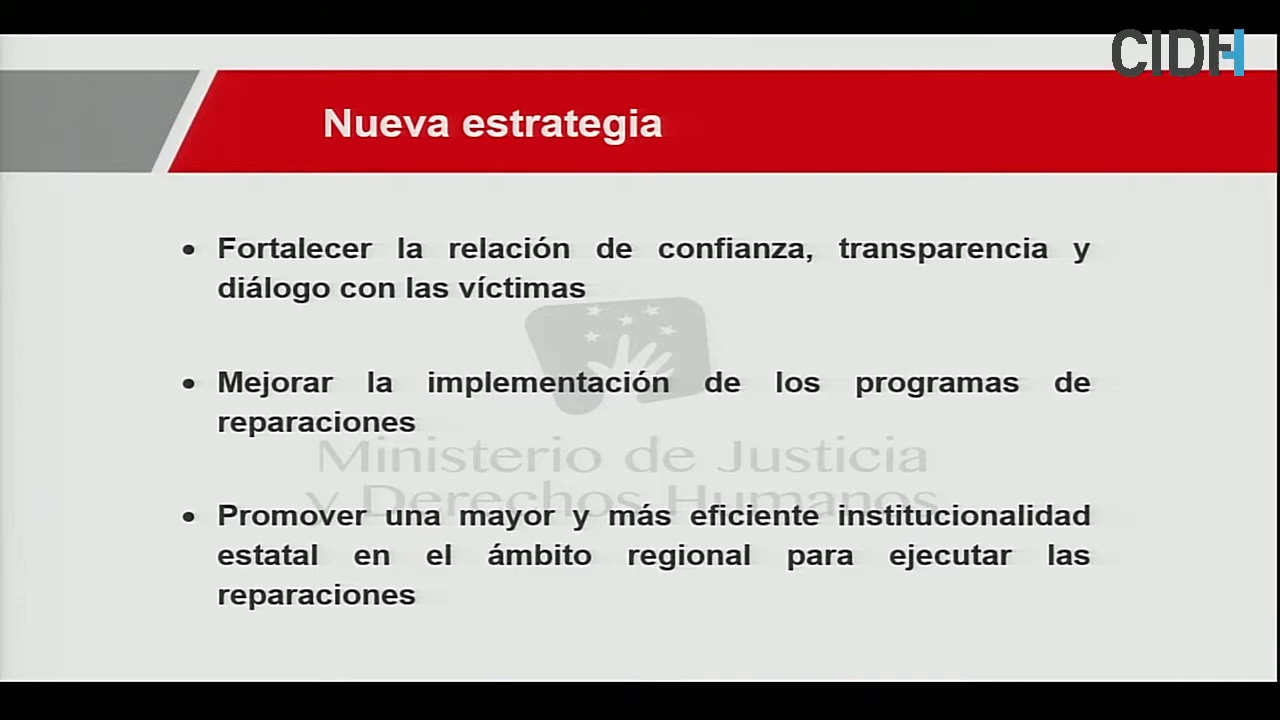 CIDH
Nueva estrategia
• Fortalecer la relación de confianza, transparencia y
diálogo con las víctimas
• Mejorar la implementación de los programas de
reparaciones
Ministerio de Justicia
y Derechos Humanos
• Promover una mayor y más eficiente institucionalidad
estatal en el ámbito regional para ejecutar las
reparaciones